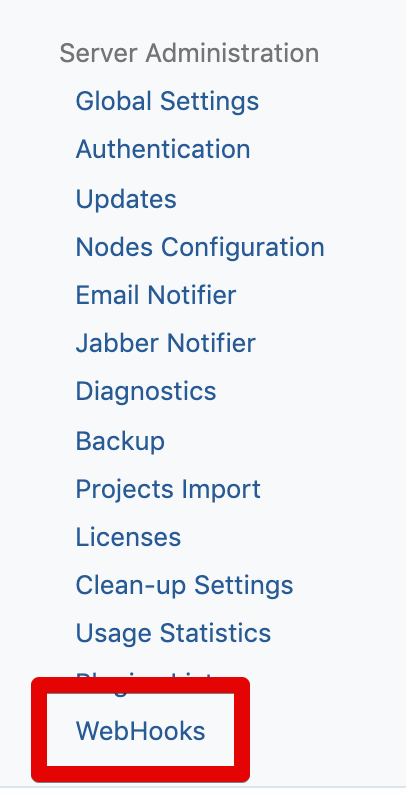 Server Administration
Global Settings
Authentication
Updates
Nodes Configuration
Email Notifier
Jabber Notifier
Diagnostics
Backup
Projects Import
Licenses
Clean-up Settings
Usage Statistics
WebHooks